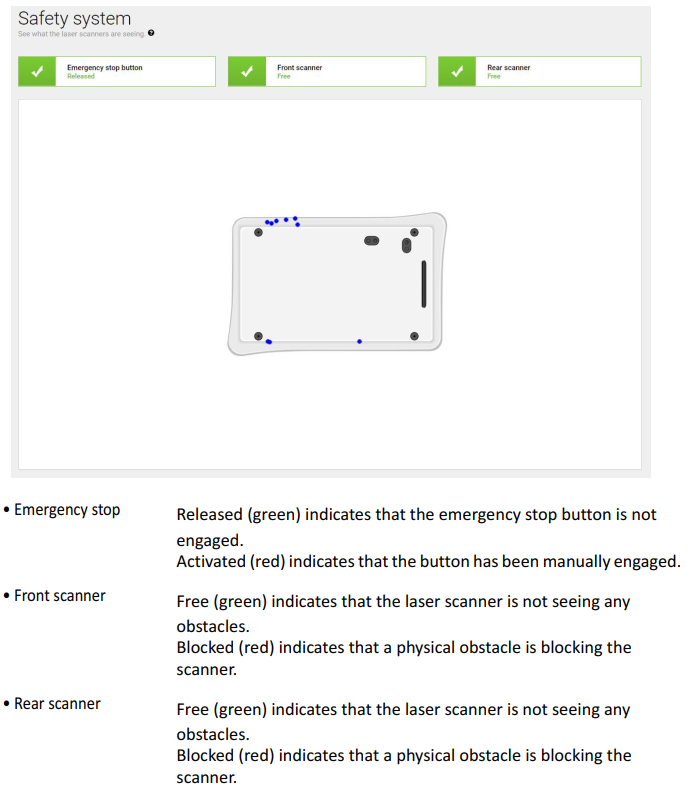 Safety system
See what the laser scanners are seeing ?
Emergency stop button
Released
Front scanner
Free
Rear scanner
Free
• Emergency stop
Released (green) indicates that the emergency stop button is not
engaged.
Activated (red) indicates that the button has been manually engaged.
• Front scanner
Free (green) indicates that the laser scanner is not seeing any
obstacles.
Blocked (red) indicates that a physical obstacle is blocking the
scanner.
• Rear scanner
Free (green) indicates that the laser scanner is not seeing any
obstacles.
Blocked (red) indicates that a physical obstacle is blocking the
scanner.